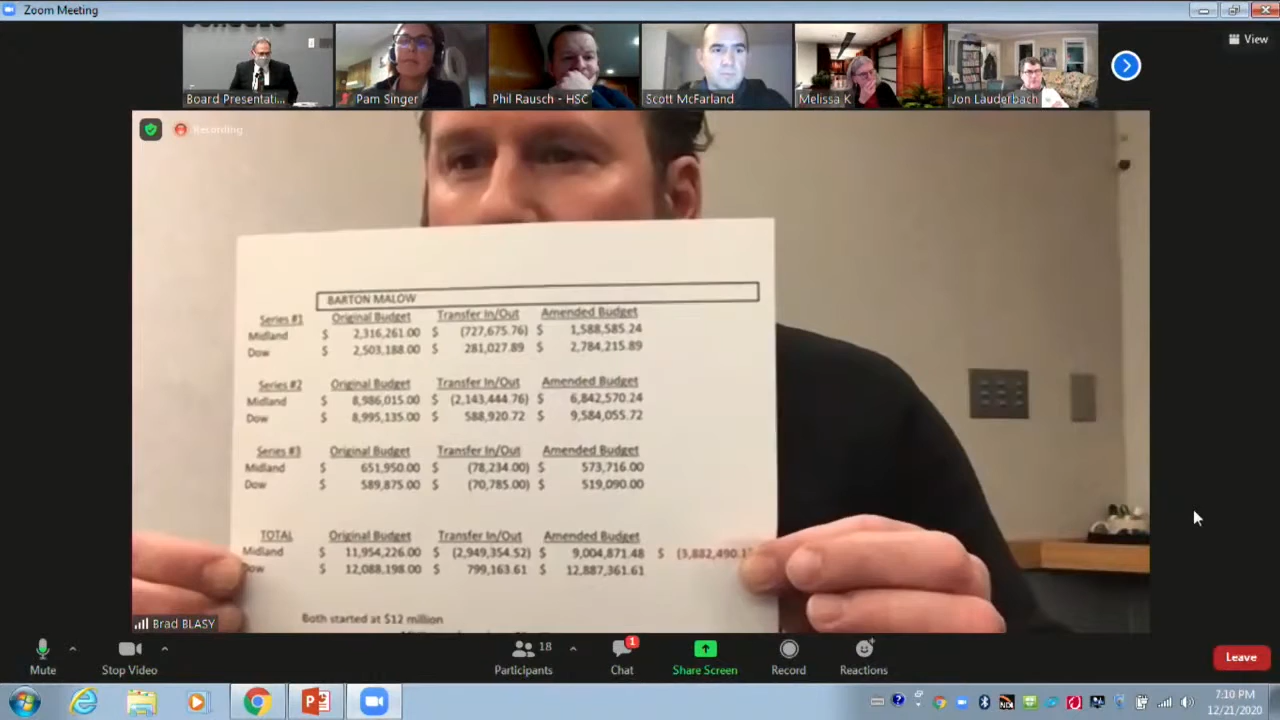 Zoom Meeting
Board Presentati...
Pam Singer
Phil Rausch - HSC
Scott McFarland
Melissa K
Jon Lauderbach
View
Recording
BARTON MALOW
Series #1 Original Budget Transfer In/Out Amended Budget
Midland $ 2,316,261.00 $ (727,675.76) $ 1,588,585.24
Dow $ 2,503,188.00 $ 281,027.89 $ 2,784,215.89
Series #2 Original Budget Transfer In/Out Amended Budget
Midland $ 8,986,015.00 $ (2,143,444.76) $ 6,842,570.24
Dow $ 8,995,135.00 $ 588,920.72 $ 9,584,055.72
Series #3 Original Budget Transfer In/Out Amended Budget
Midland $ 651,950.00 $ (78,234.00) $ 573,716.00
Dow $ 589,875.00 $ (70,785.00) $ 519,090.00
TOTAL Original Budget Transfer In/Out Amended Budget
Midland $ 11,954,226.00 $ (2,949,354.52) $ 9,004,871.48 $ (3,882,490.1
Dow $ 12,088,198.00 $ 799,163.61 $ 12,887,361.61
Both started at $12 million
Brad BLASY
Mute
Stop Video
Participants 18
Chat 1
Share Screen
Record
Reactions
Leave
7:10 PM
12/21/2020